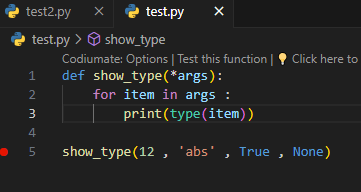 test2.py test.py ×
test.py > show_type
Codiumate: Options | Test this function | 💡 Click here to
1 def show_type(*args):
2 for item in args :
3 print(type(item))
4
5 show_type(12 , 'abs' , True , None)